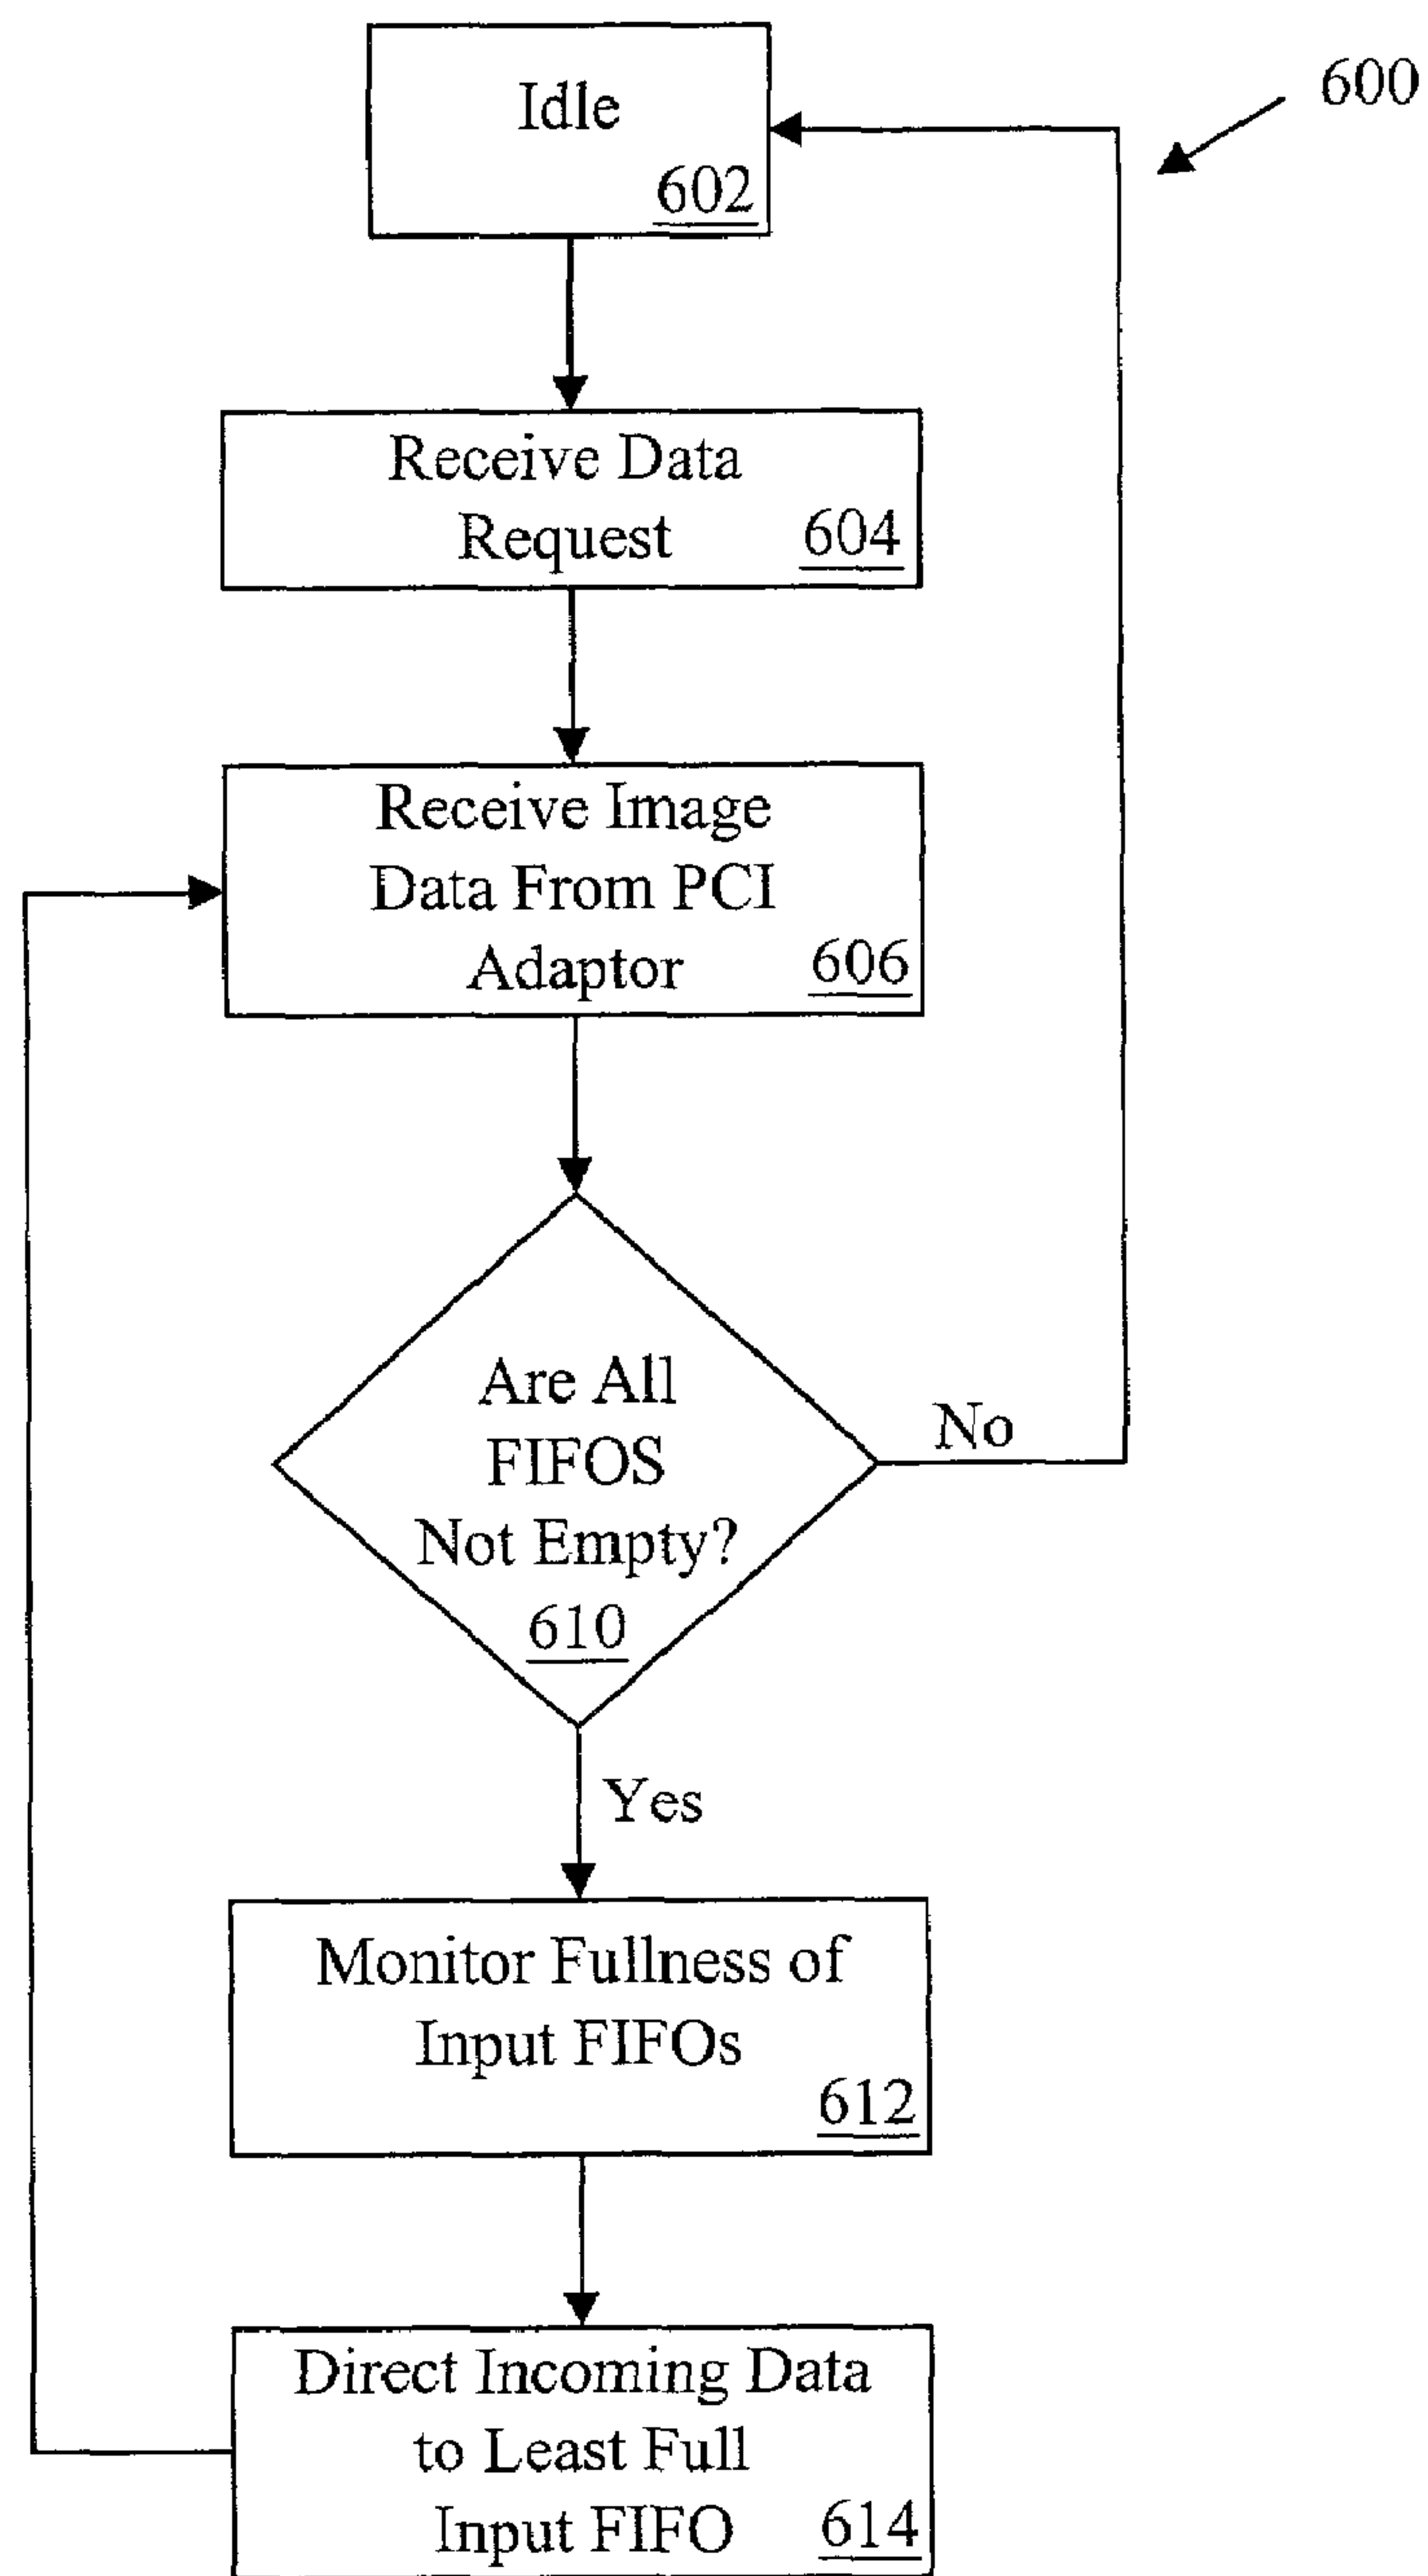 600
Idle
602
Receive Data
Request 604
Receive Image
Data From PCI
Adaptor 606
Are All
FIFOS
Not Empty?
610
No
Yes
Monitor Fullness of
Input FIFOs
612
Direct Incoming Data
to Least Full
Input FIFO 614